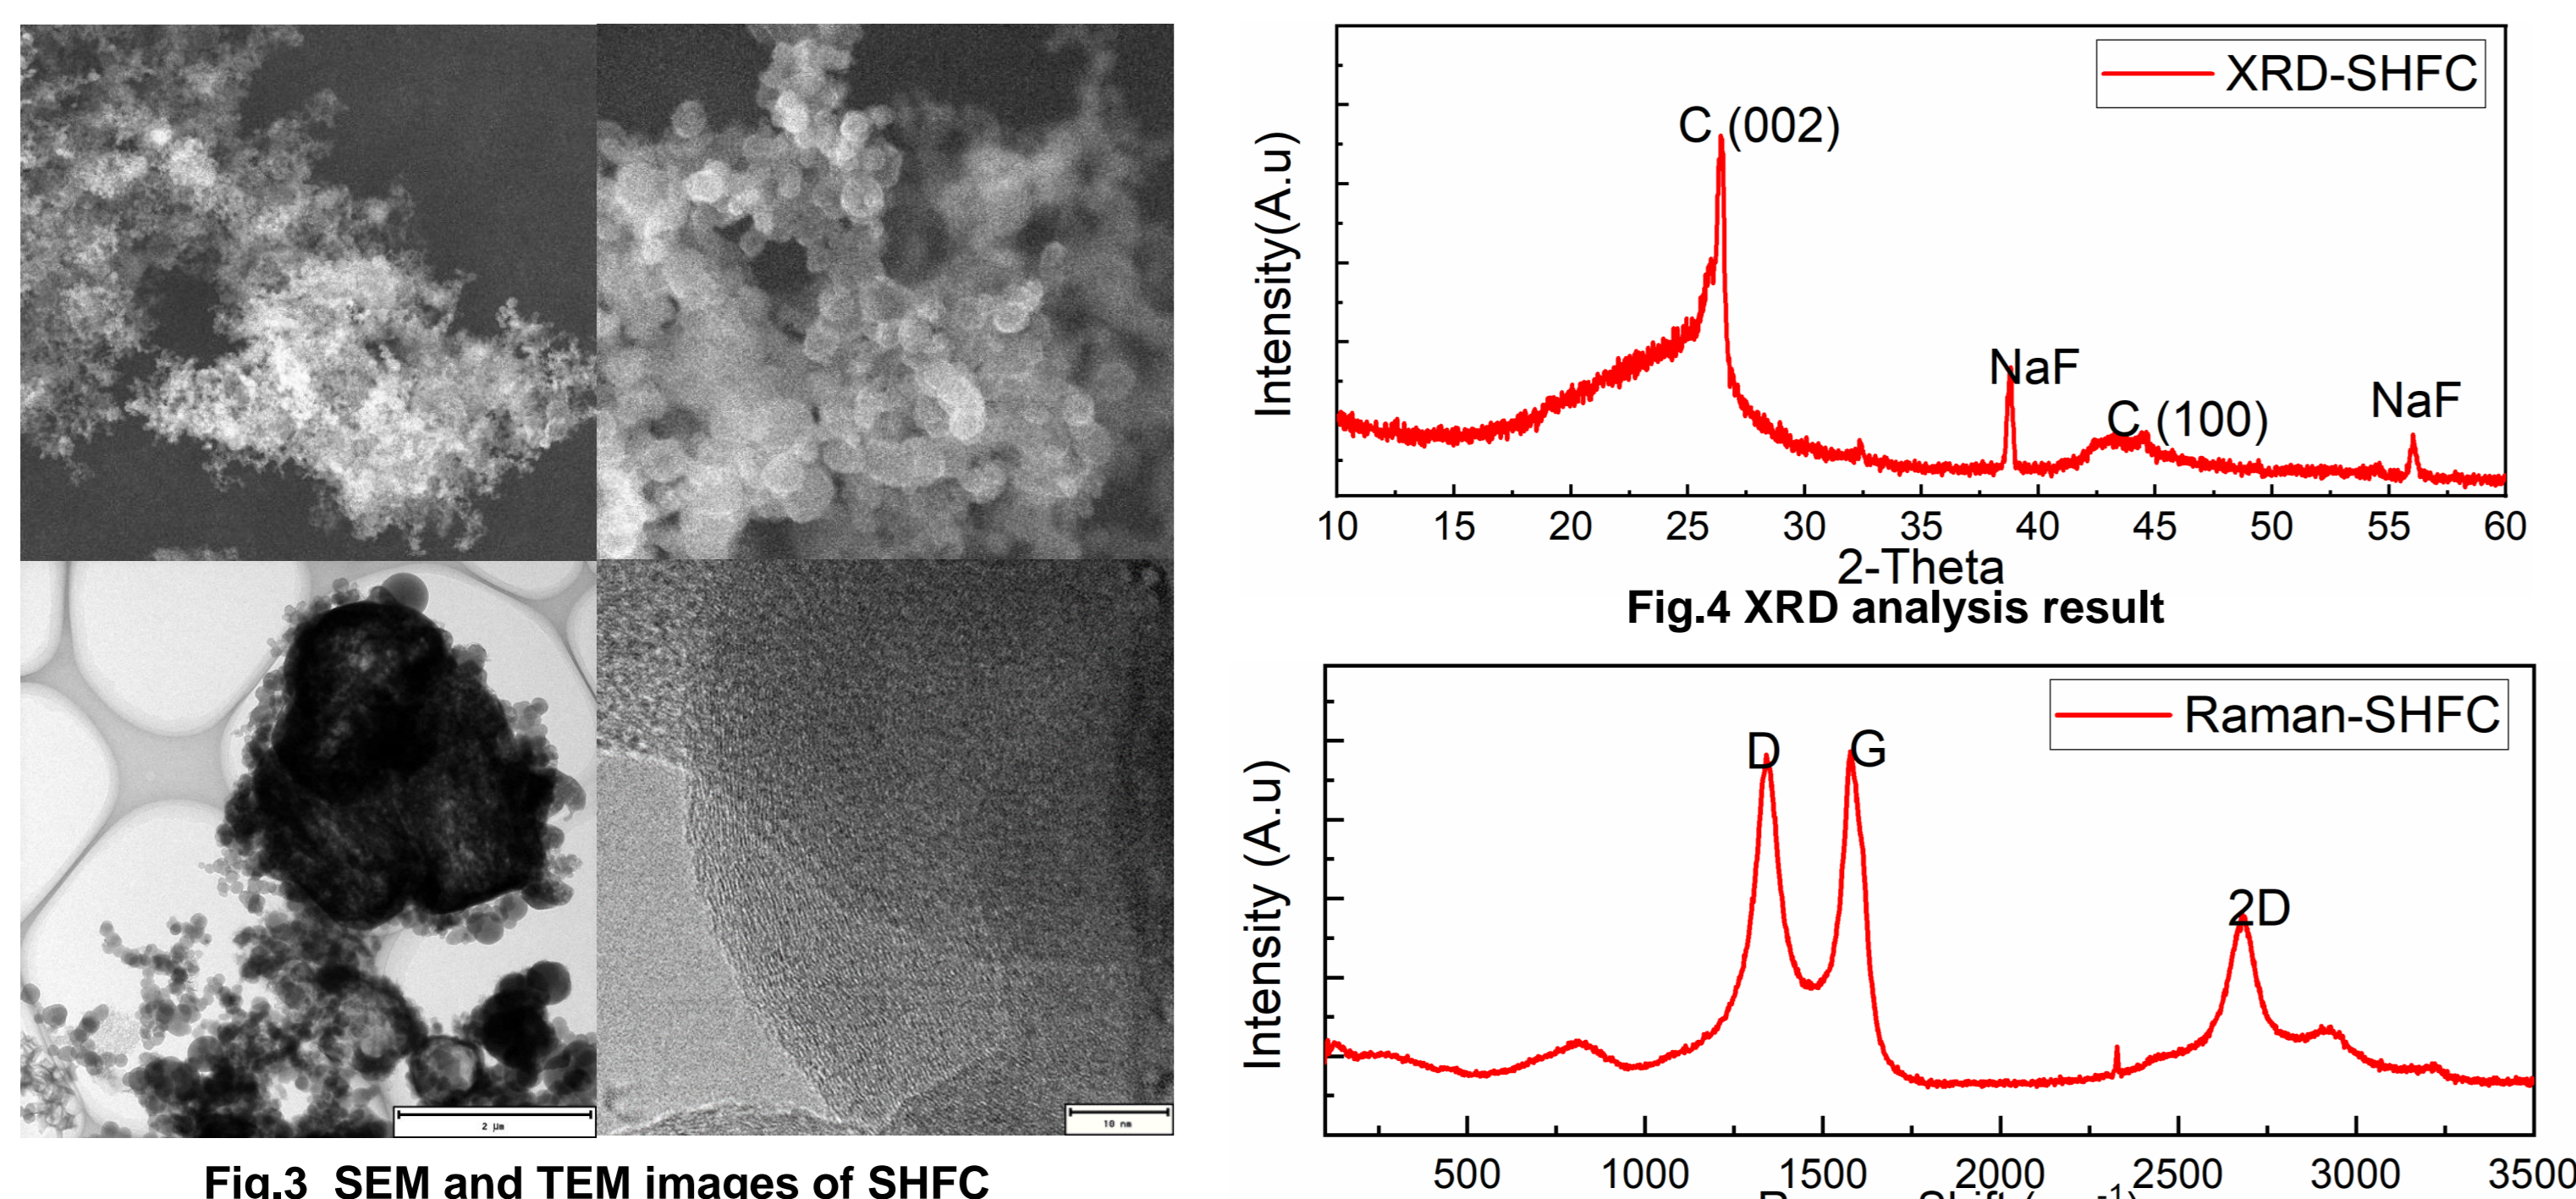 2 µm
10 nm
Fig.3 SEM and TEM images of SHFC
XRD-SHFC
C (002)
NaF
C (100)
NaF
Intensity(A.u)
10 15 20 25 30 35 40 45 50 55 60
2-Theta
Fig.4 XRD analysis result
Raman-SHFC
D
G
2D
Intensity (A.u)
500 1000 1500 2000 2500 3000 3500
Shift